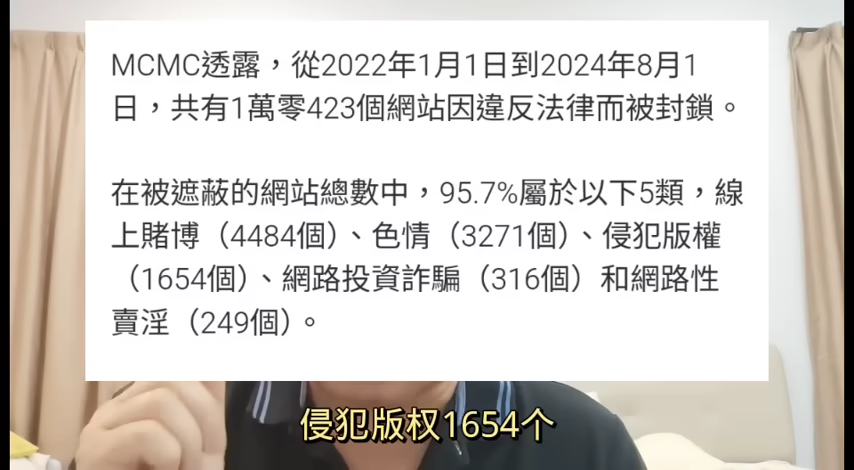 MCMC透露，從2022年1月1日到2024年8月1
日，共有1萬零423個網站因違反法律而被封鎖。
在被遮蔽的網站總數中，95.7%屬於以下5類，線
上賭博（4484個）、色情（3271個）、侵犯版權
（1654個）、網路投資詐騙（316個）和網路性
賣淫（249個）。
侵犯版权1654个